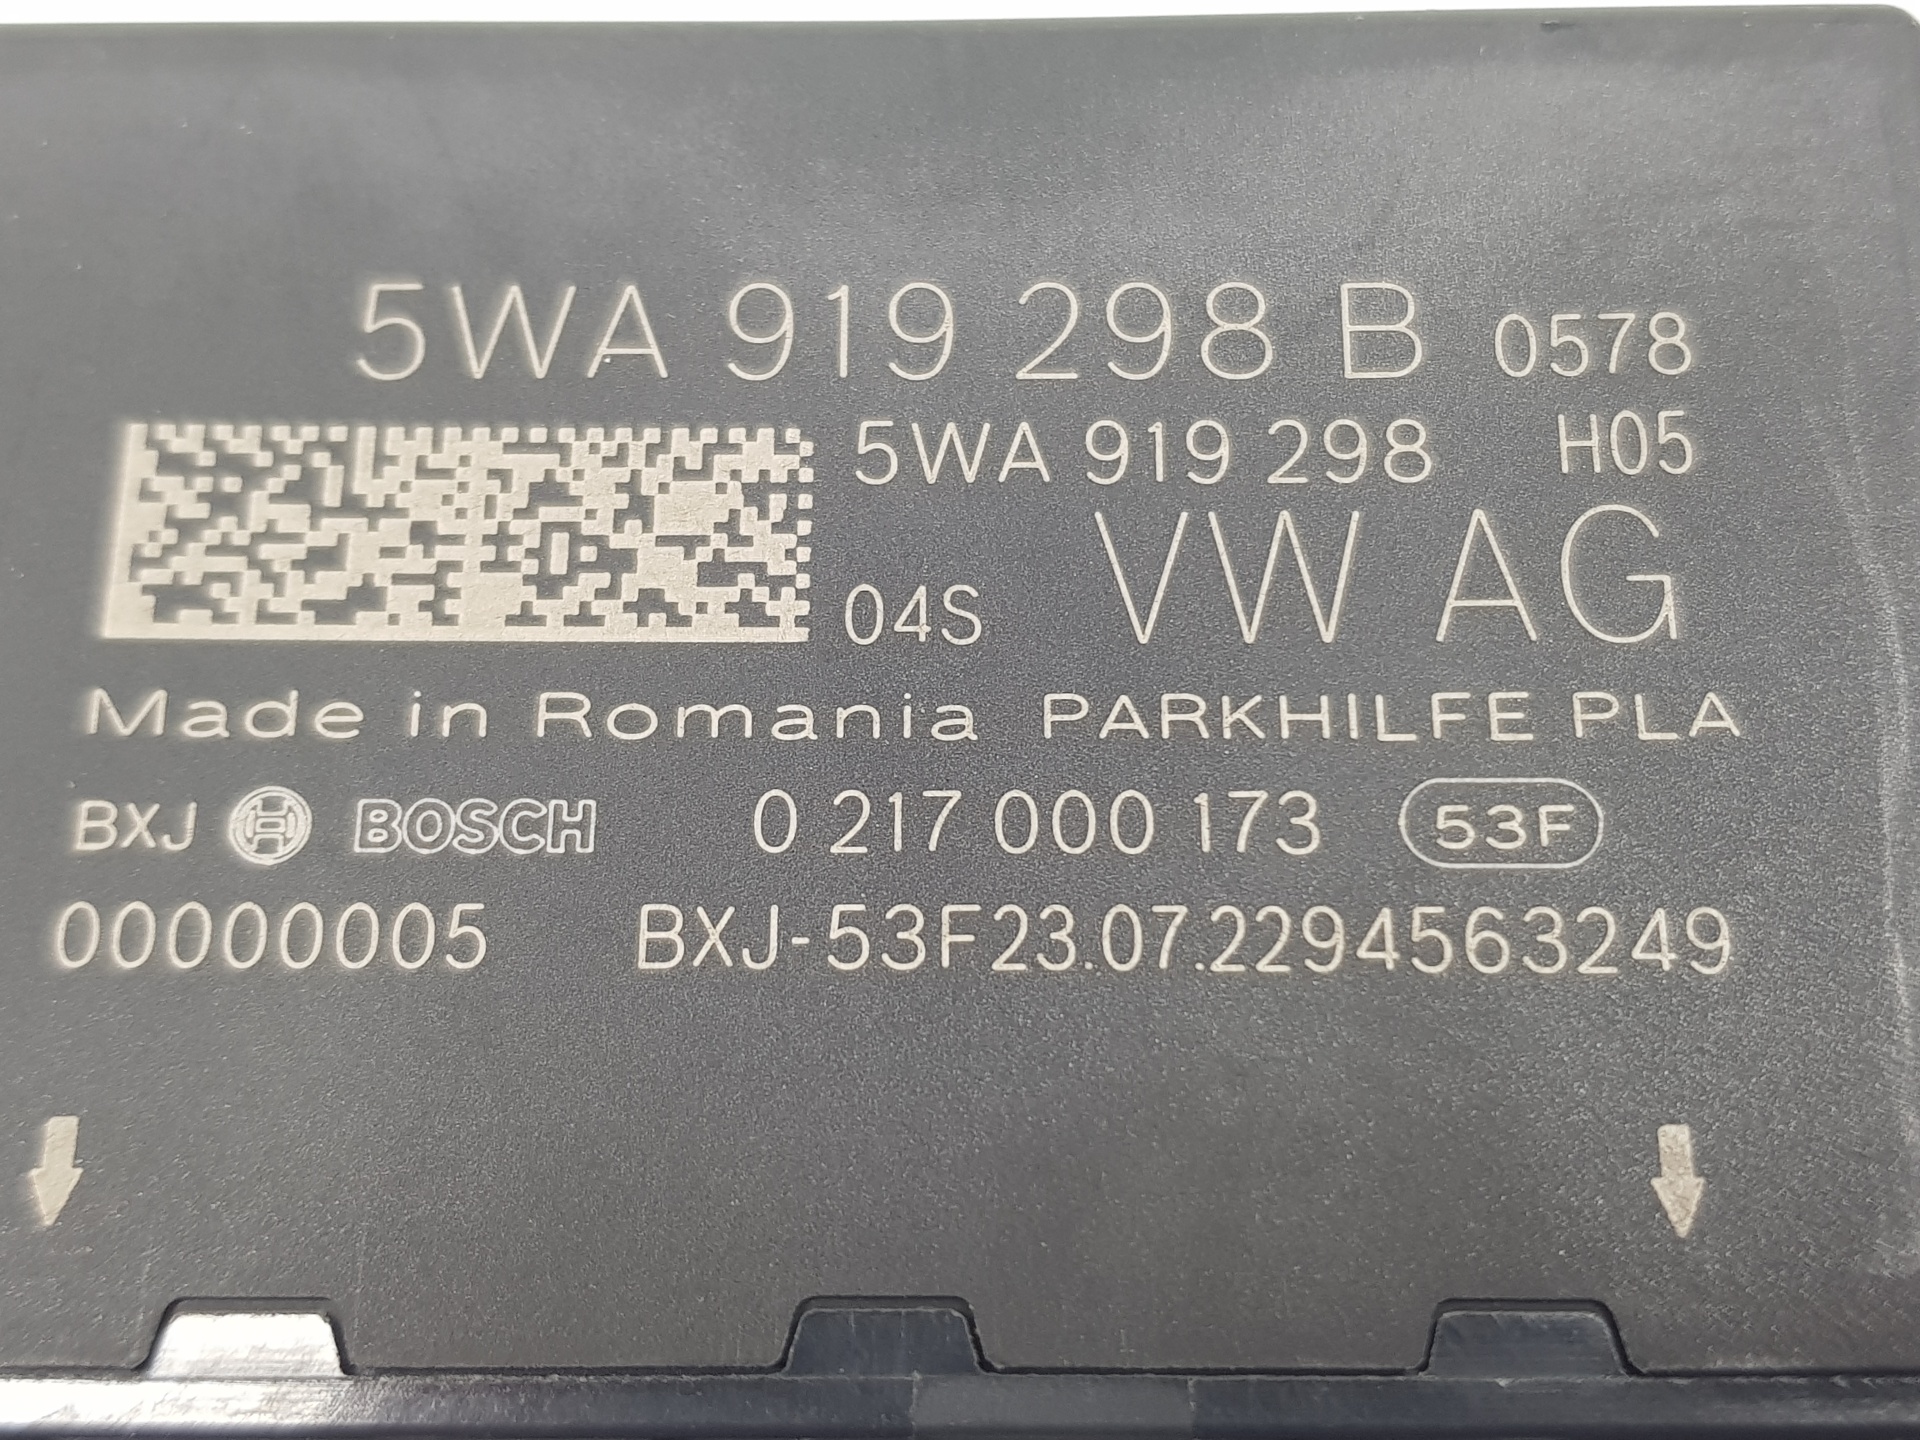 5WA 919 298 B 0578
5WA 919 298 H05
04S VW AG
Made in Romania PARKHILFE PLA
BXJ BOSCH 0 217 000 173 53F
00000005 BXJ-53F23.07.2294563249